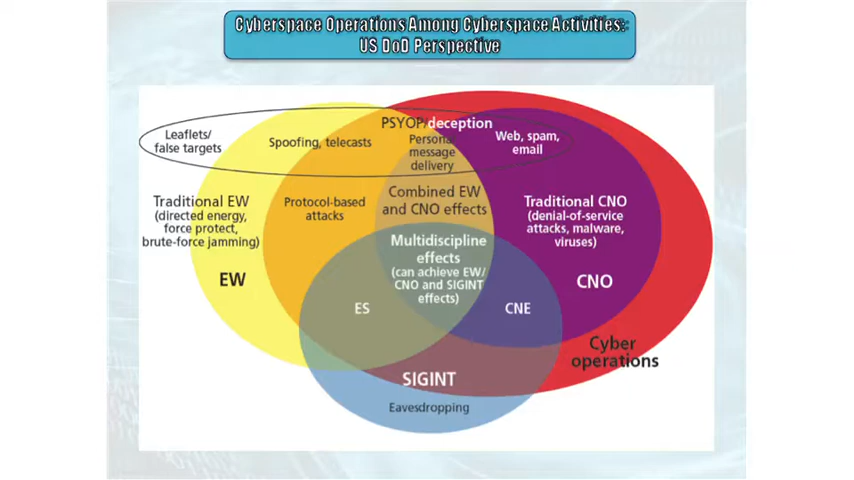 Cyberspace Operations Among Cyberspace Activities:
US DoD Perspective
PSYOP/deception
Leaflets/
false targets
Spoofing, telecasts
Personal
message
delivery
Web, spam,
email
Traditional EW
(directed energy,
force protect,
brute-force jamming)
Protocol-based
attacks
Combined EW
and CNO effects
Traditional CNO
(denial-of-service
attacks, malware,
viruses)
Multidiscipline
effects
(can achieve EW/
CNO and SIGINT
effects)
EW
CNO
ES
CNE
Cyber
operations
SIGINT
Eavesdropping